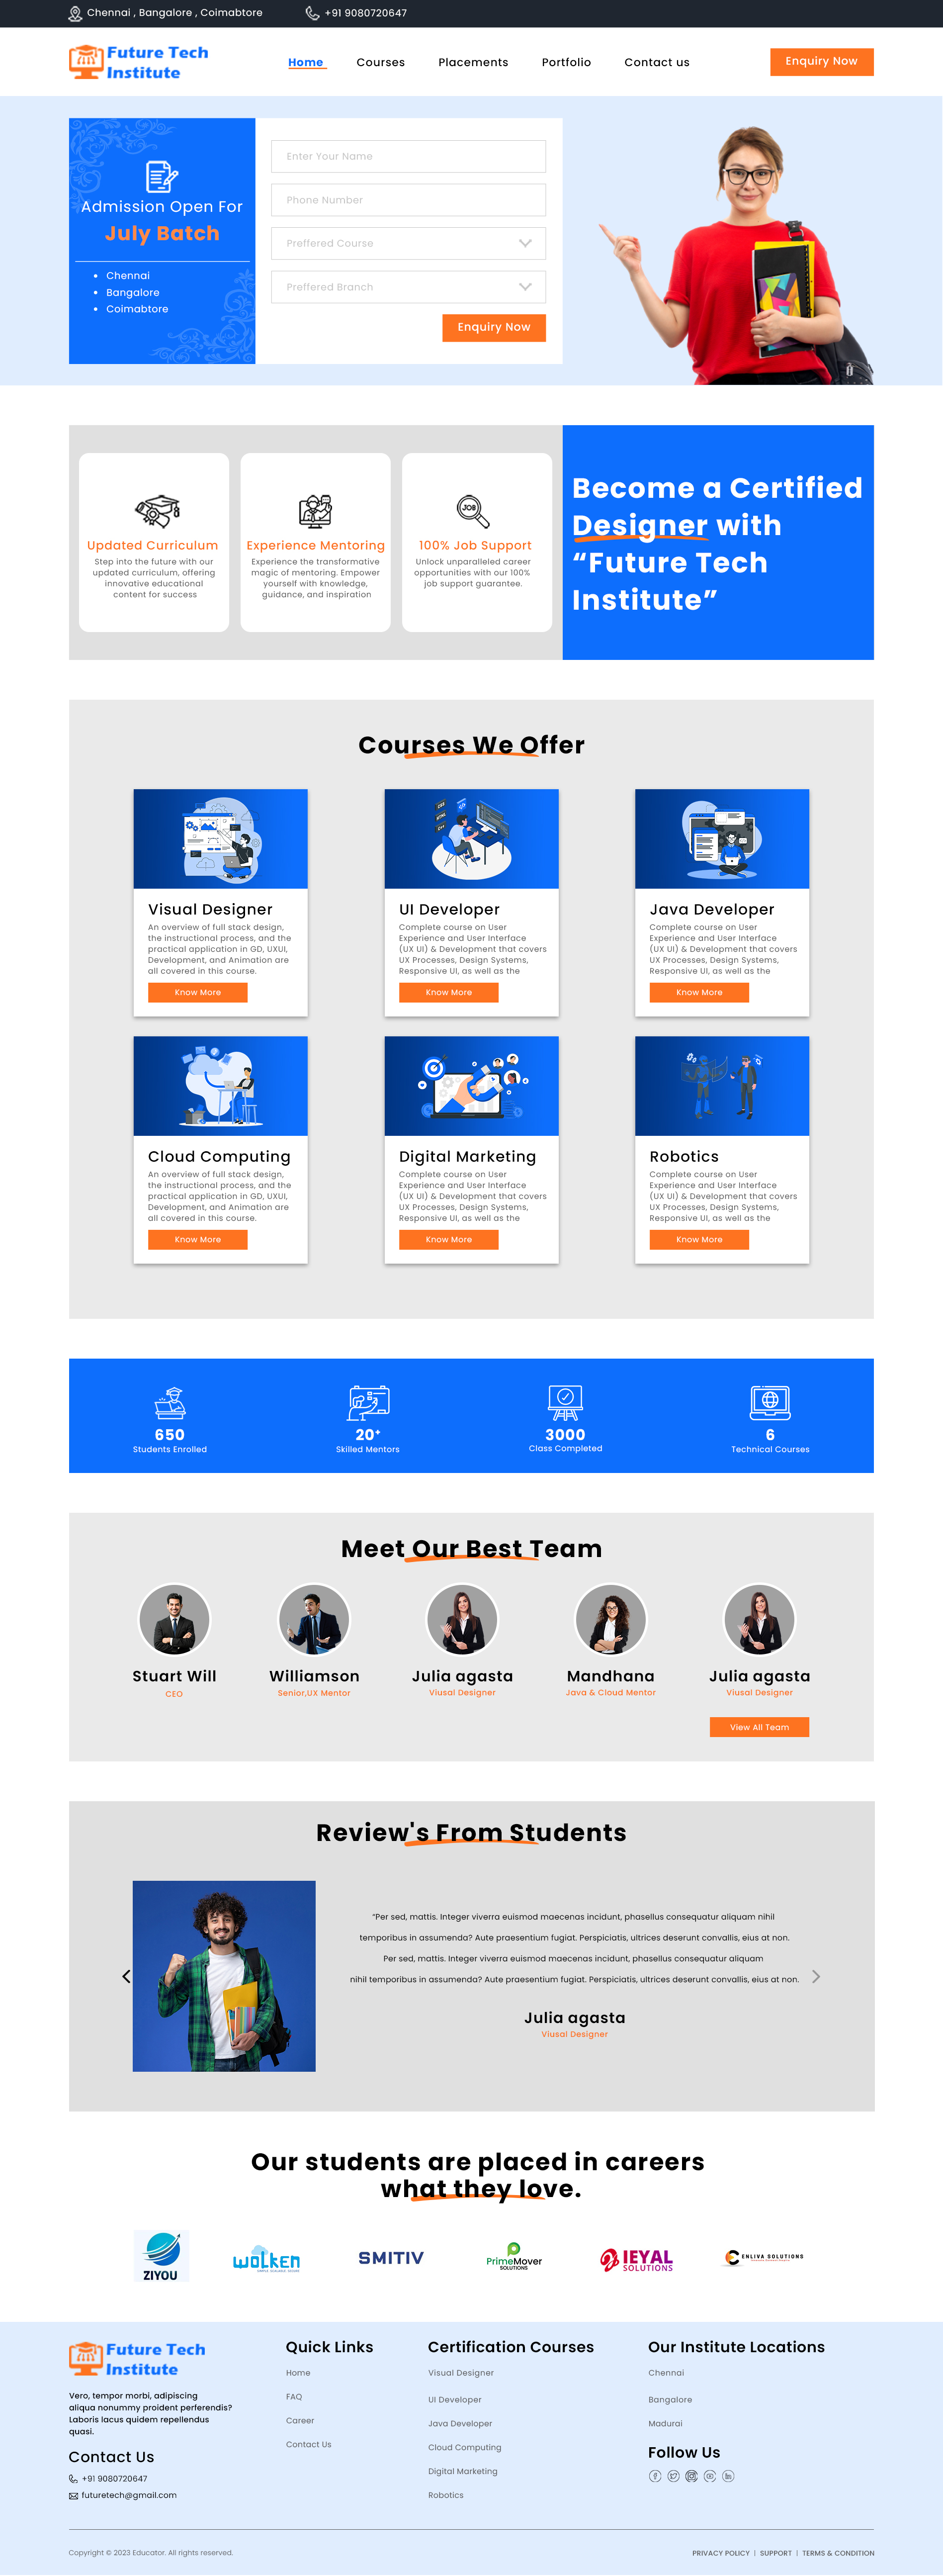 Chennai , Bangalore , Coimabtore
+91 9080720647
Future Tech
Institute
Home
Courses
Placements
Portfolio
Contact us
Enquiry Now
Admission Open For
July Batch
• Chennai
• Bangalore
• Coimabtore
Enter Your Name
Phone Number
Preffered Course
Preffered Branch
Enquiry Now
Updated Curriculum
Step into the future with our
updated curriculum, offering
innovative educational
content for success
Experience Mentoring
Experience the transformative
magic of mentoring. Empower
yourself with knowledge,
guidance, and inspiration
JOB
100% Job Support
Unlock unparalleled career
opportunities with our 100%
job support guarantee.
Become a Certified
Designer with
“Future Tech
Institute”
Courses We Offer
Visual Designer
An overview of full stack design,
the instructional process, and the
practical application in GD, UXUI,
Development, and Animation are
all covered in this course.
Know More
CSS
HTML
C++
UI Developer
Complete course on User
Experience and User Interface
(UX UI) & Development that covers
UX Processes, Design Systems,
Responsive UI, as well as the
Know More
Java Developer
Complete course on User
Experience and User Interface
(UX UI) & Development that covers
UX Processes, Design Systems,
Responsive UI, as well as the
Know More
Cloud Computing
An overview of full stack design,
the instructional process, and the
practical application in GD, UXUI,
Development, and Animation are
all covered in this course.
Know More
Digital Marketing
Complete course on User
Experience and User Interface
(UX UI) & Development that covers
UX Processes, Design Systems,
Responsive UI, as well as the
Know More
Robotics
Complete course on User
Experience and User Interface
(UX UI) & Development that covers
UX Processes, Design Systems,
Responsive UI, as well as the
Know More
650
Students Enrolled
20+
Skilled Mentors
3000
Class Completed
6
Technical Courses
Meet Our Best Team
Stuart Will
CEO
Williamson
Senior,UX Mentor
Julia agasta
Viusal Designer
Mandhana
Java & Cloud Mentor
Julia agasta
Viusal Designer
View All Team
Review's From Students
“Per sed, mattis. Integer viverra euismod maecenas incidunt, phasellus consequatur aliquam nihil
temporibus in assumenda? Aute praesentium fugiat. Perspiciatis, ultrices deserunt convallis, eius at non.
Per sed, mattis. Integer viverra euismod maecenas incidunt, phasellus consequatur aliquam
nihil temporibus in assumenda? Aute praesentium fugiat. Perspiciatis, ultrices deserunt convallis, eius at non.
Julia agasta
Viusal Designer
Our students are placed in careers
what they love.
ZIYOU
wolken
SMITIV
PrimeMover
SOLUTIONS
IEYAL
SOLUTIONS
ENLIVA SOLUTIONS
Future Tech
Institute
Vero, tempor morbi, adipiscing
aliqua nonummy proident perferendis?
Laboris lacus quidem repellendus
quasi.
Contact Us
+91 9080720647
futuretech@gmail.com
Quick Links
Home
FAQ
Career
Contact Us
Certification Courses
Visual Designer
UI Developer
Java Developer
Cloud Computing
Digital Marketing
Robotics
Our Institute Locations
Chennai
Bangalore
Madurai
Follow Us
Copyright © 2023 Educator. All rights reserved.
PRIVACY POLICY | SUPPORT | TERMS & CONDITION